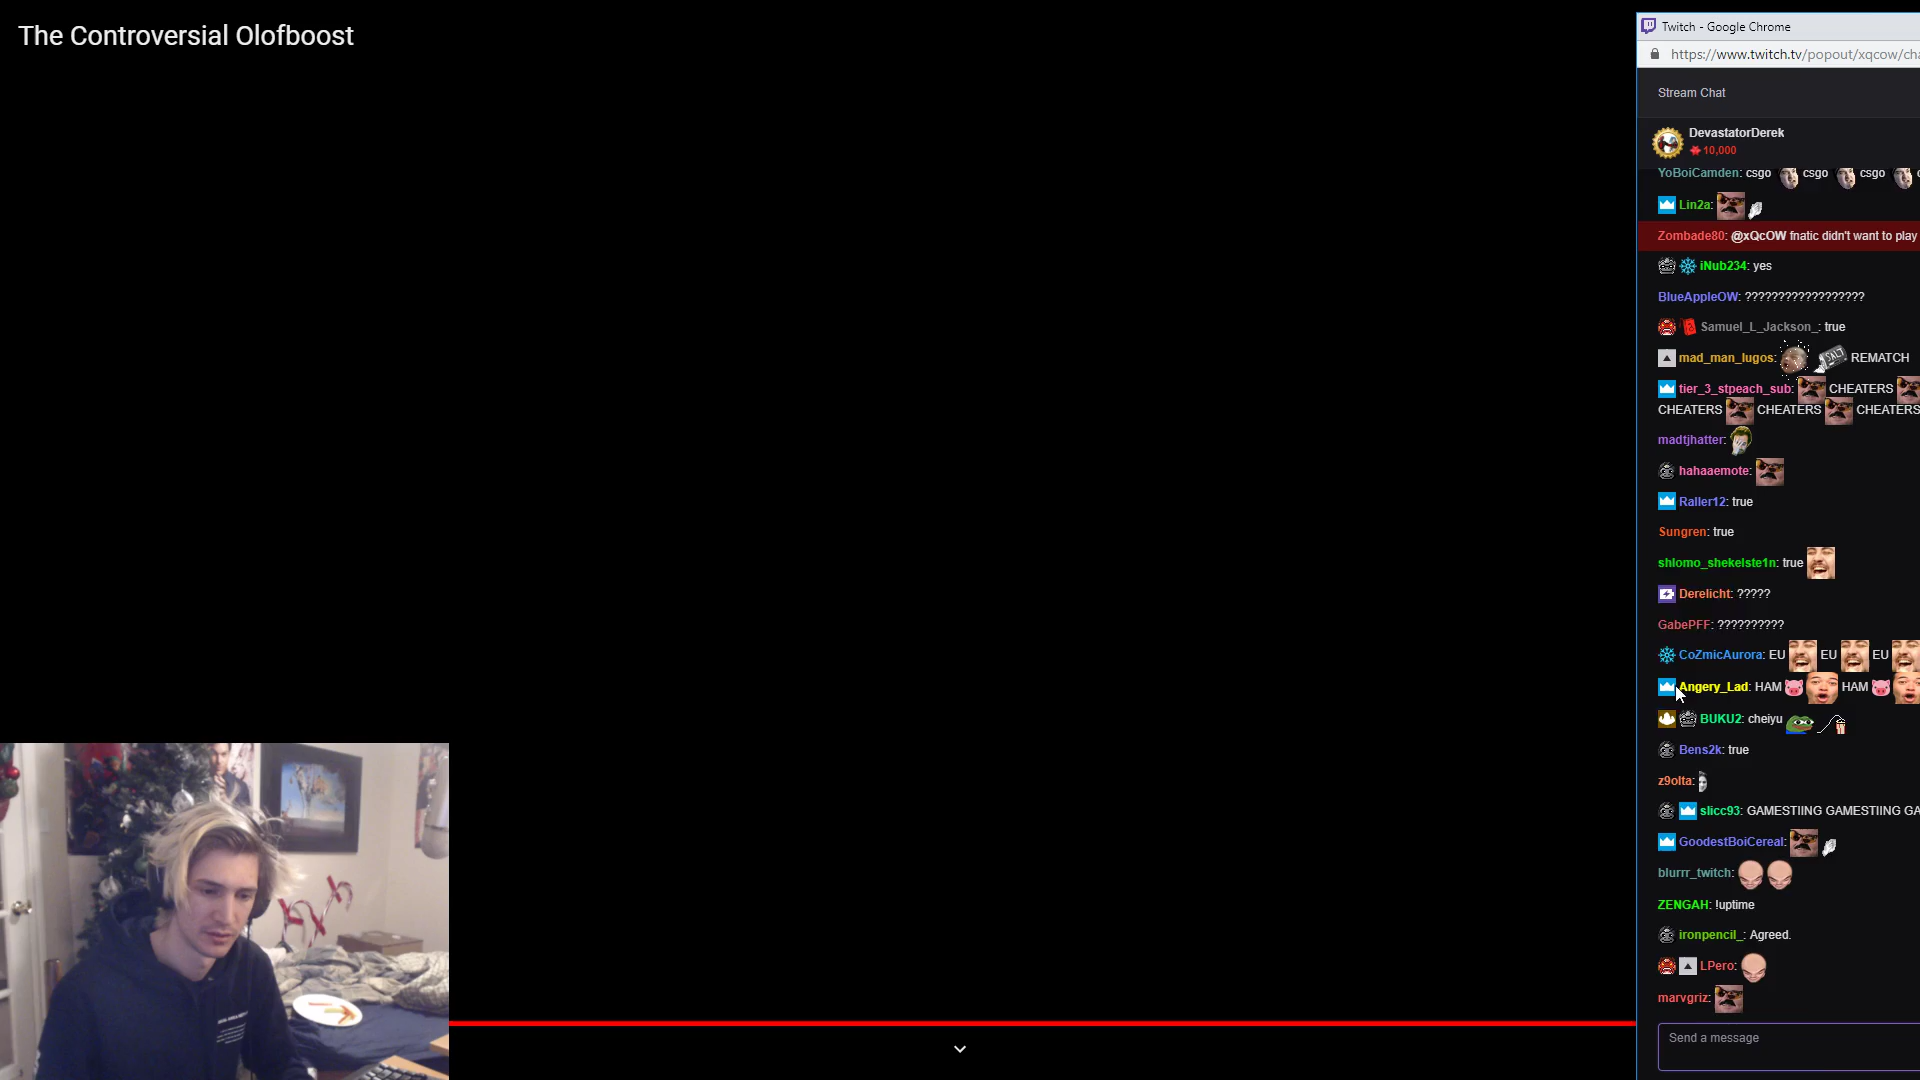 The Controversial Olofboost
Twitch - Google Chrome
https://www.twitch.tv/popout/xqcow/cha
Stream Chat
DevastatorDerek
10,000
YoBoiCamden: csgo csgo csgo
Lin2a:
Zombade80: @xQcOW fnatic didn't want to play
iNub234: yes
BlueAppleOW: ??????????????????
Samuel_L_Jackson_: true
mad_man_lugos: SALT REMATCH
tier_3_stpeach_sub: CHEATERS
CHEATERS CHEATERS CHEATERS
madtjhatter:
hahaaemote:
Raller12: true
Sungren: true
shlomo_shekelste1n: true
Derelicht: ?????
GabePFF: ??????????
CoZmicAurora: EU EU EU
Angery_Lad: HAM HAM
BUKU2: cheiyu
Bens2k: true
z9olta:
slicc93: GAMESTIING GAMESTIING GA
GoodestBoiCereal:
blurrr_twitch:
ZENGAH: !uptime
ironpencil_: Agreed.
LPero:
marvgriz:
Send a message